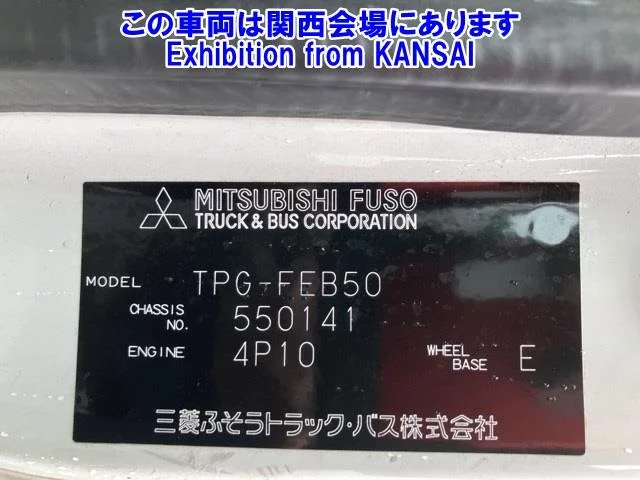 この車両は関西会場にあります
Exhibition from KANSAI
MITSUBISHI FUSO
TRUCK & BUS CORPORATION
MODEL TPG-FEB50
CHASSIS NO. 550141
ENGINE 4P10 WHEEL BASE E
三菱ふそうトラック・バス株式会社